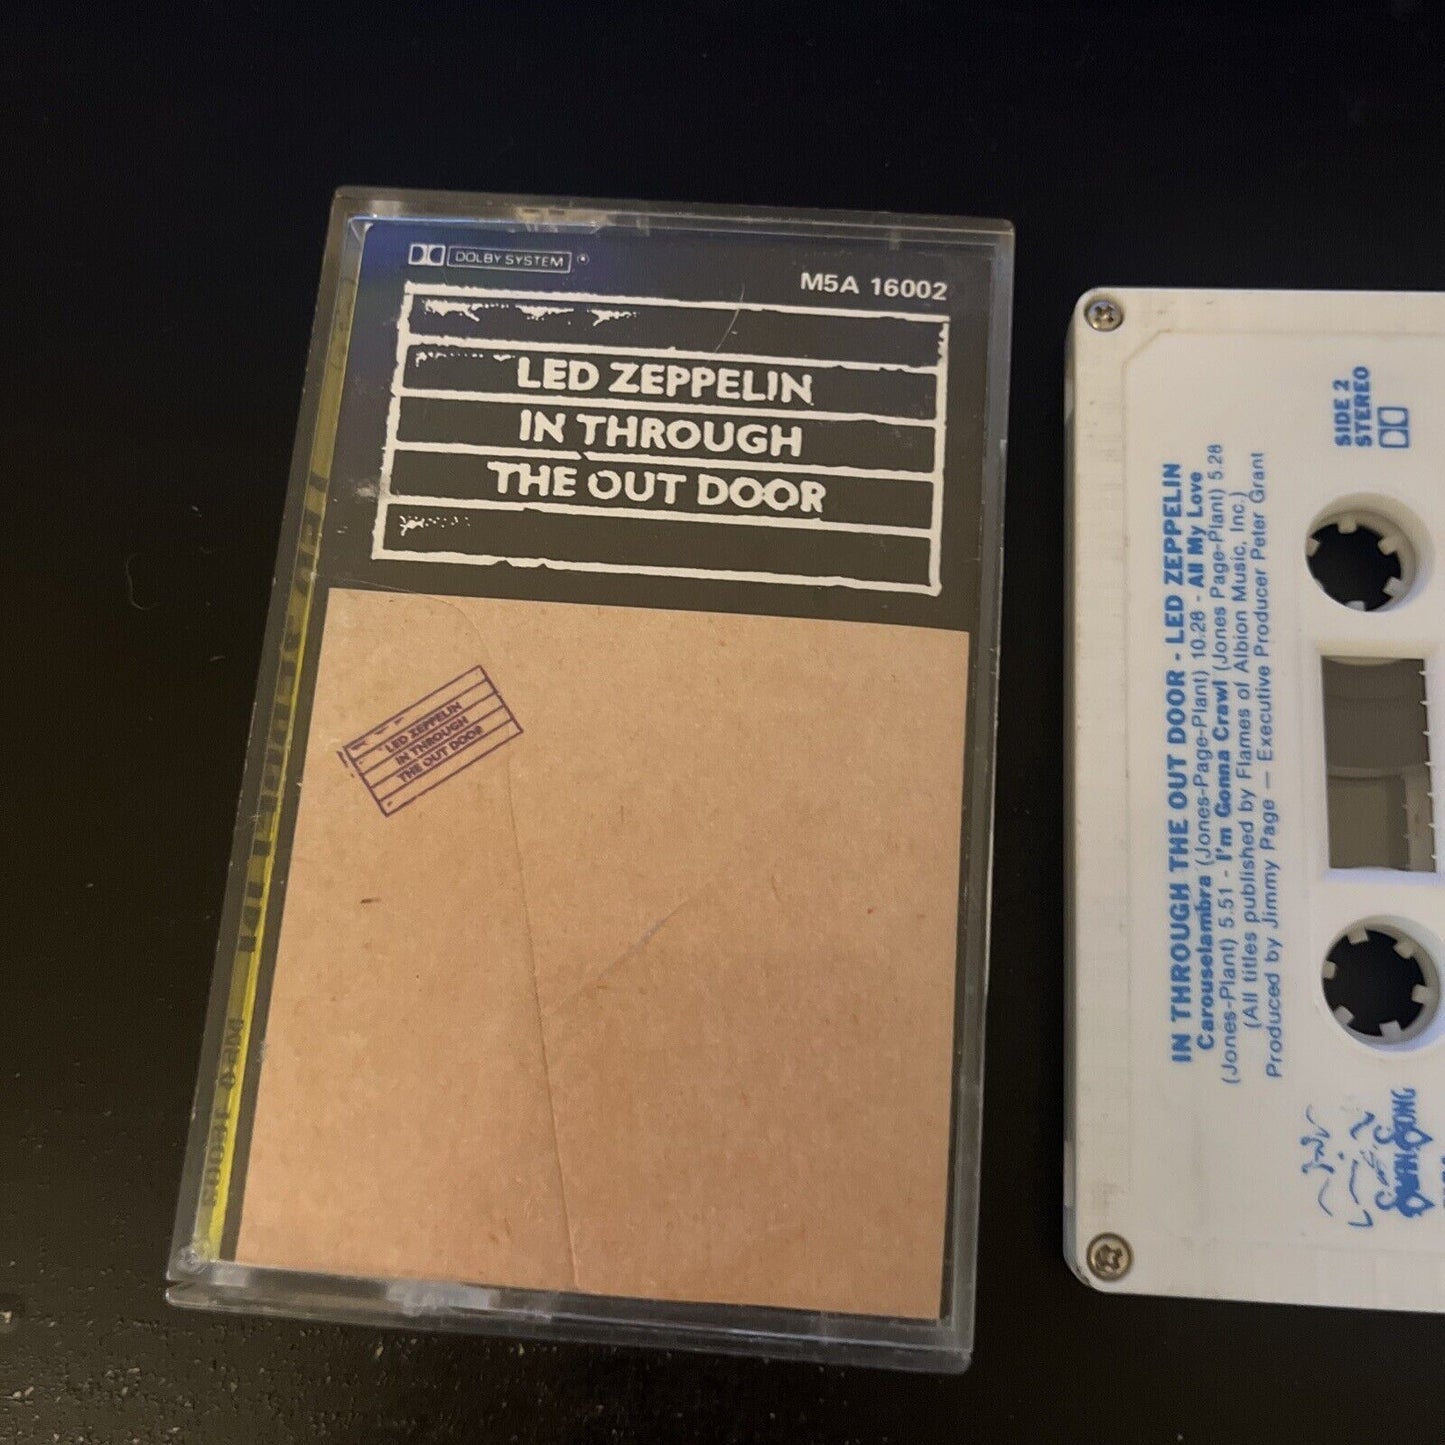 DOLBY SYSTEM ®
M5A 16002
LED ZEPPELIN
IN THROUGH
THE OUT DOOR
LED ZEPPELIN
IN THROUGH
THE OUT DOOR
SIDE 2
STEREO
IN THROUGH THE OUT DOOR - LED ZEPPELIN
Carouselambra (Jones-Page-Plant) 10.28 - All My Love
(Jones-Plant) 5.51 - I'm Gonna Crawl (Jones Page-Plant) 5.28
(All titles published by Flames of Albion Music, Inc.)
Produced by Jimmy Page — Executive Producer Peter Grant
SWAN SONG